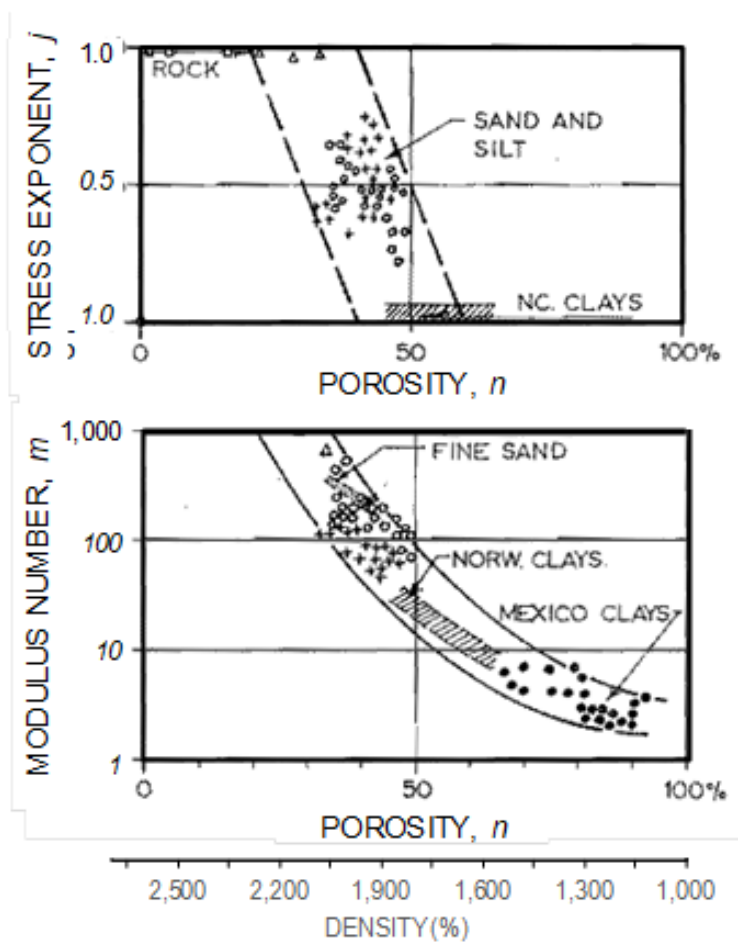 STRESS EXPONENT, j
1.0
ROCK
SAND AND
SILT
0.5
NC. CLAYS
1.0
0
50
100%
POROSITY, n
MODULUS NUMBER, m
1,000
FINE SAND
100
NORW. CLAYS.
MEXICO CLAYS
10
1
0
50
100%
POROSITY, n
2,500 2,200 1,900 1,600 1,300 1,000
DENSITY(%)